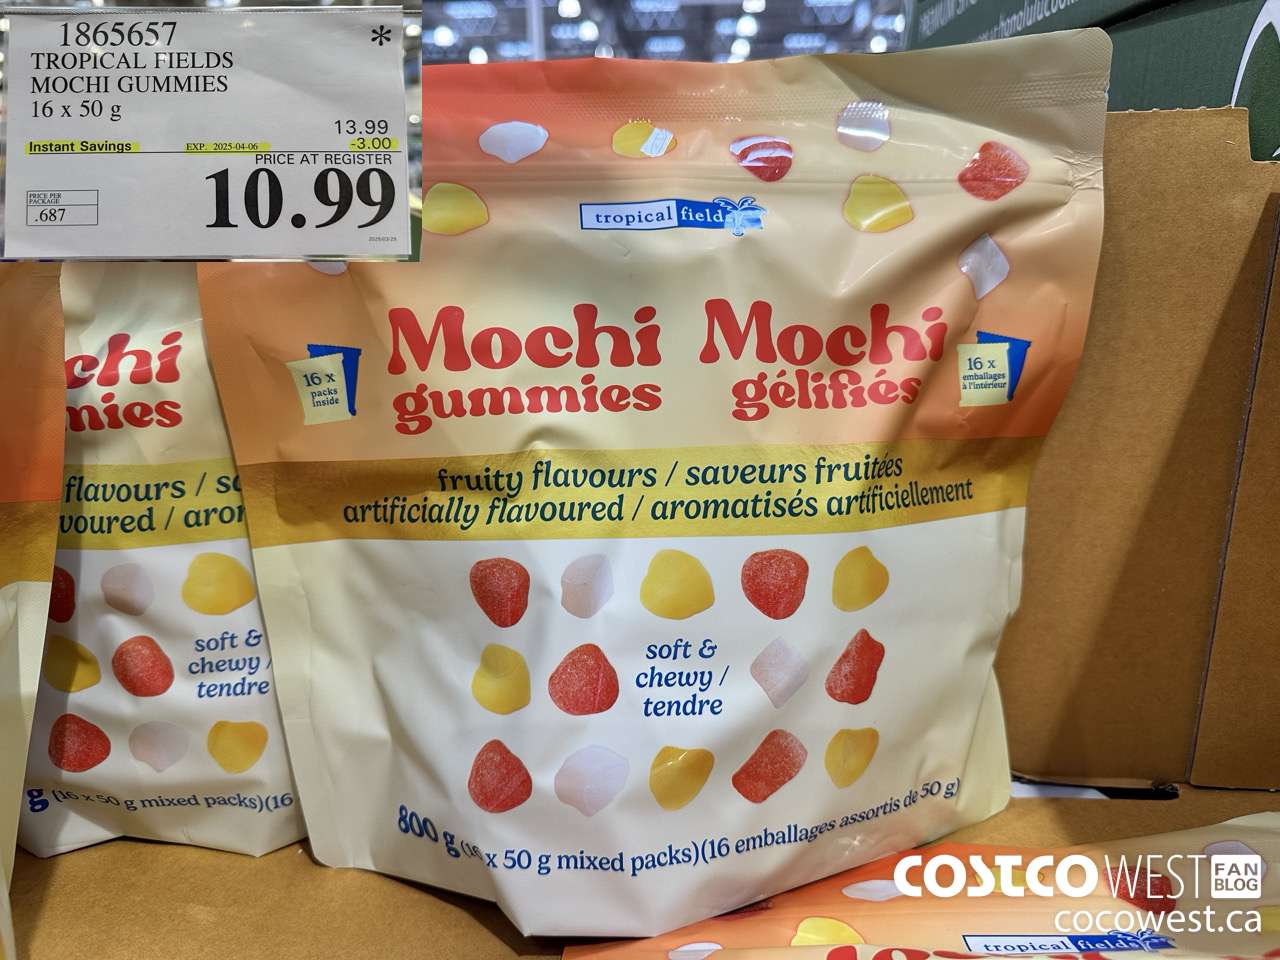 1865657 *
TROPICAL FIELDS
MOCHI GUMMIES
16 x 50 g
13.99
Instant Savings EXP. 2025-04-06 -3.00
PRICE AT REGISTER
10.99
PRICE PER
PACKAGE
.687
tropical fields
Mochi
gummies
Mochi
gélifiés
16 x
packs
inside
16 x
emballages
à l'intérieur
fruity flavours / saveurs fruitées
artificially flavoured / aromatisés artificiellement
soft &
chewy /
tendre
800 g (16 x 50 g mixed packs)(16 emballages assortis de 50 g)
chi
mies
flavours / sa
voured / aror
soft &
chewy /
tendre
g (16 x 50 g mixed packs)(16
tropical fields
COSTCO WEST FAN
BLOG
cocowest.ca